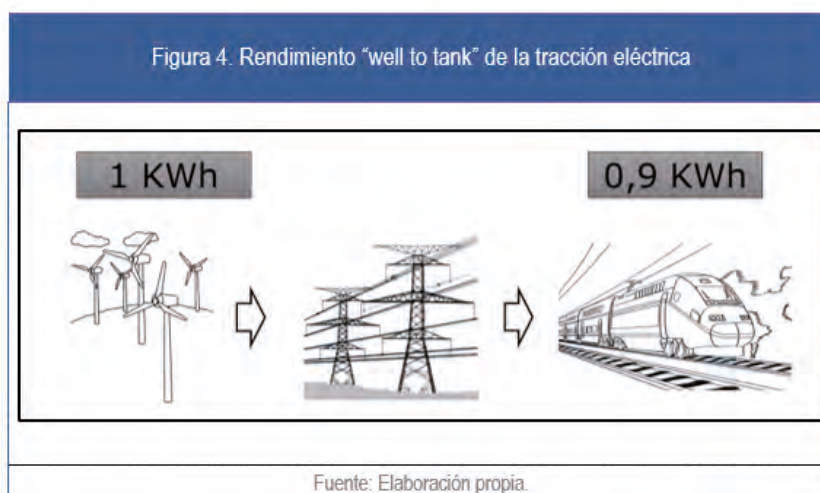 Figura 4. Rendimiento “well to tank” de la tracción eléctrica
1 KWh
0,9 KWh
Fuente: Elaboración propia.